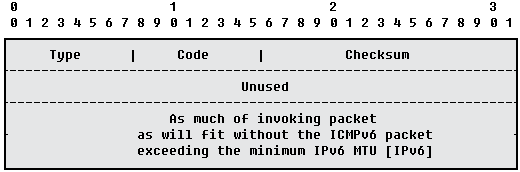 0 1 2 3
0 1 2 3 4 5 6 7 8 9 0 1 2 3 4 5 6 7 8 9 0 1 2 3 4 5 6 7 8 9 0 1
Type | Code | Checksum
Unused
As much of invoking packet
as will fit without the ICMPv6 packet
exceeding the minimum IPv6 MTU [IPv6]